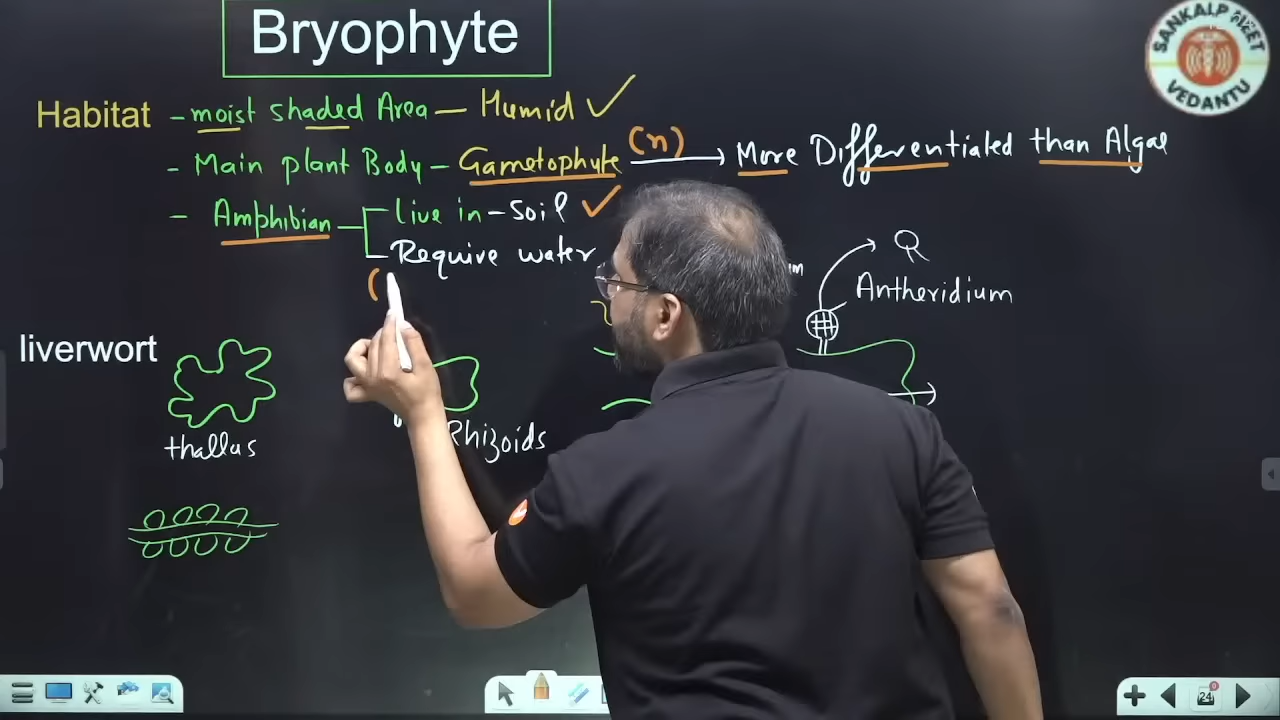 Bryophyte
SANKALP NEET
VEDANTU
Habitat - moist shaded Area - Humid ✓
- Main plant Body - Gametophyte (n) → More Differentiated than Algae
- Amphibian - live in - Soil ✓
Require water
Antheridium
liverwort
thallus
Rhizoids
24